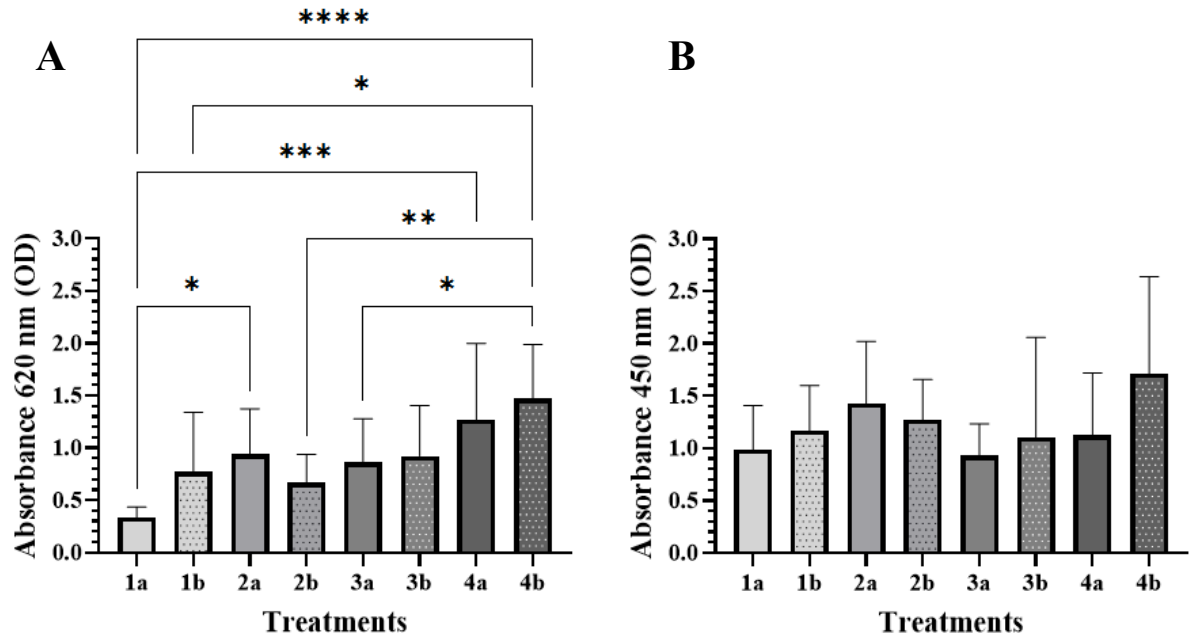 A
****
*
***
**
*
*
Absorbance 620 nm (OD)
3.0
2.5
2.0
1.5
1.0
0.5
0.0
1a 1b 2a 2b 3a 3b 4a 4b
Treatments
B
Absorbance 450 nm (OD)
3.0
2.5
2.0
1.5
1.0
0.5
0.0
1a 1b 2a 2b 3a 3b 4a 4b
Treatments